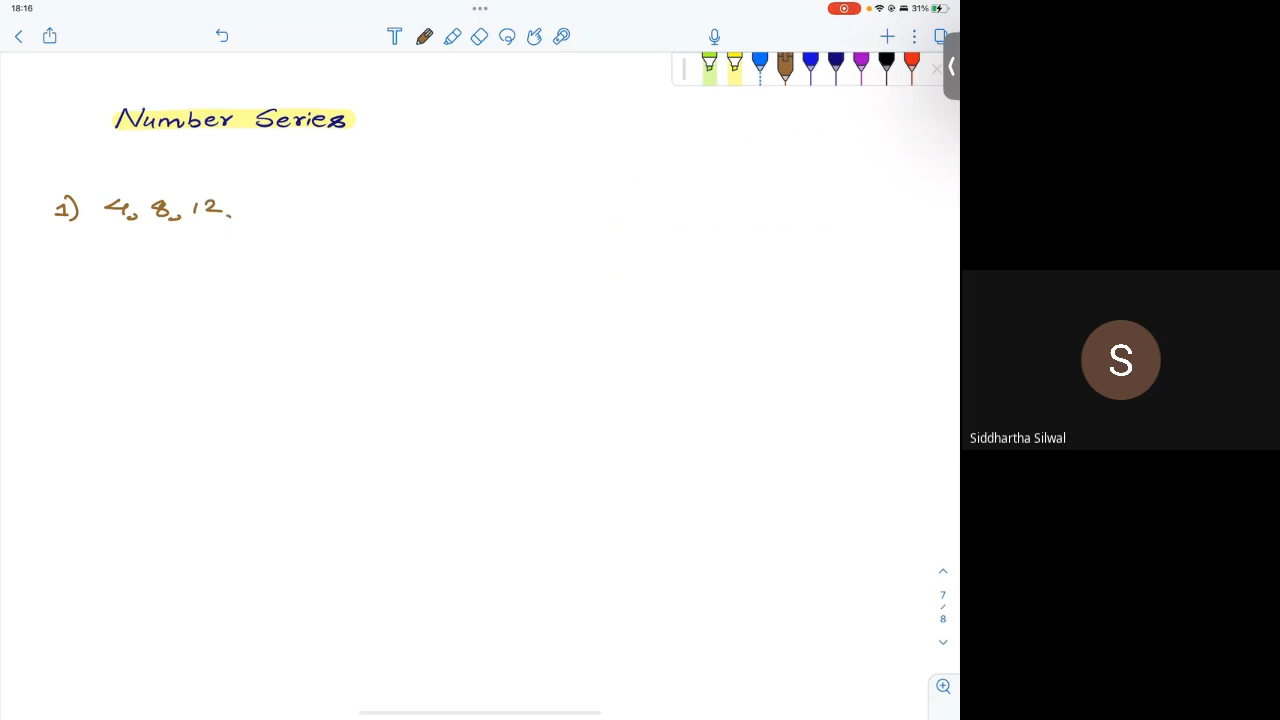 18:16
31%
T
Number Series
1) 4, 8, 12,
S
Siddhartha Silwal
7
/
8